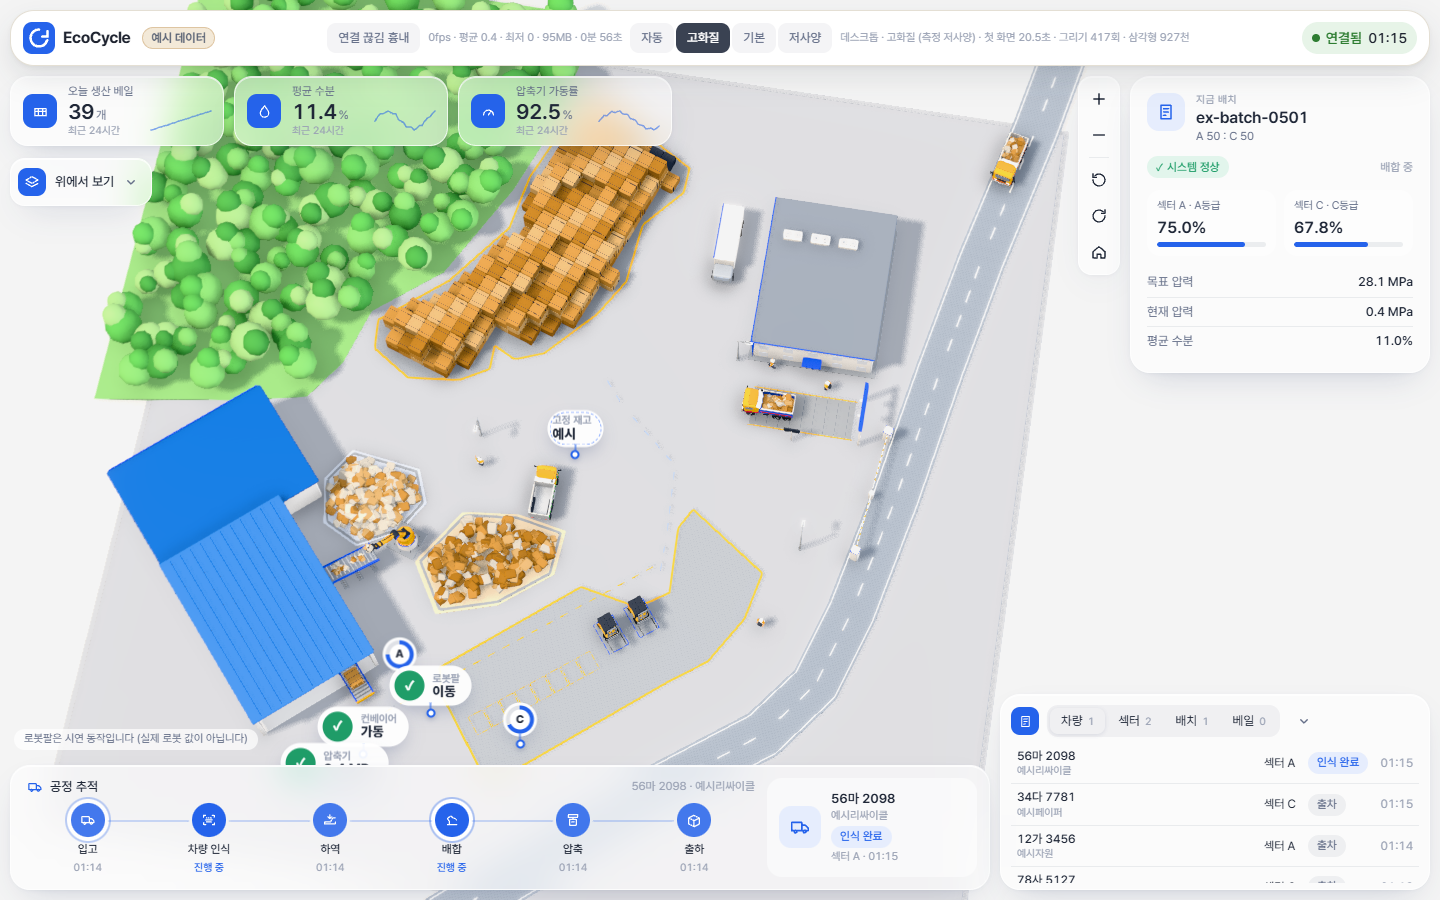 EcoCycle
예시 데이터
연결 끊김 흉내
0fps · 평균 0.4 · 최저 0 · 95MB · 0분 56초
자동
고화질
기본
저사양
데스크톱 · 고화질 (측정 저사양) · 첫 화면 20.5초 · 그리기 417회 · 삼각형 927천
연결됨 01:15
오늘 생산 베일
39개
최근 24시간
평균 수분
11.4%
최근 24시간
압축기 가동률
92.5%
최근 24시간
위에서 보기
지금 배치
ex-batch-0501
A 50 : C 50
✓ 시스템 정상
배합 중
섹터 A · A등급
75.0%
섹터 C · C등급
67.8%
목표 압력
28.1 MPa
현재 압력
0.4 MPa
평균 수분
11.0%
고정 재고
예시
A
로봇팔
이동
컨베이어
가동
압축기
C
로봇팔은 시연 동작입니다 (실제 로봇 값이 아닙니다)
공정 추적
56마 2098 · 예시리싸이클
입고
01:14
차량 인식
진행 중
하역
01:14
배합
진행 중
압축
01:14
출하
01:14
56마 2098
예시리싸이클
인식 완료
섹터 A · 01:15
차량 1
섹터 2
배치 1
베일 0
56마 2098
예시리싸이클
섹터 A
인식 완료
01:15
34다 7781
예시페이퍼
섹터 C
출차
01:15
12가 3456
예시자원
섹터 A
출차
01:14
78사 5127